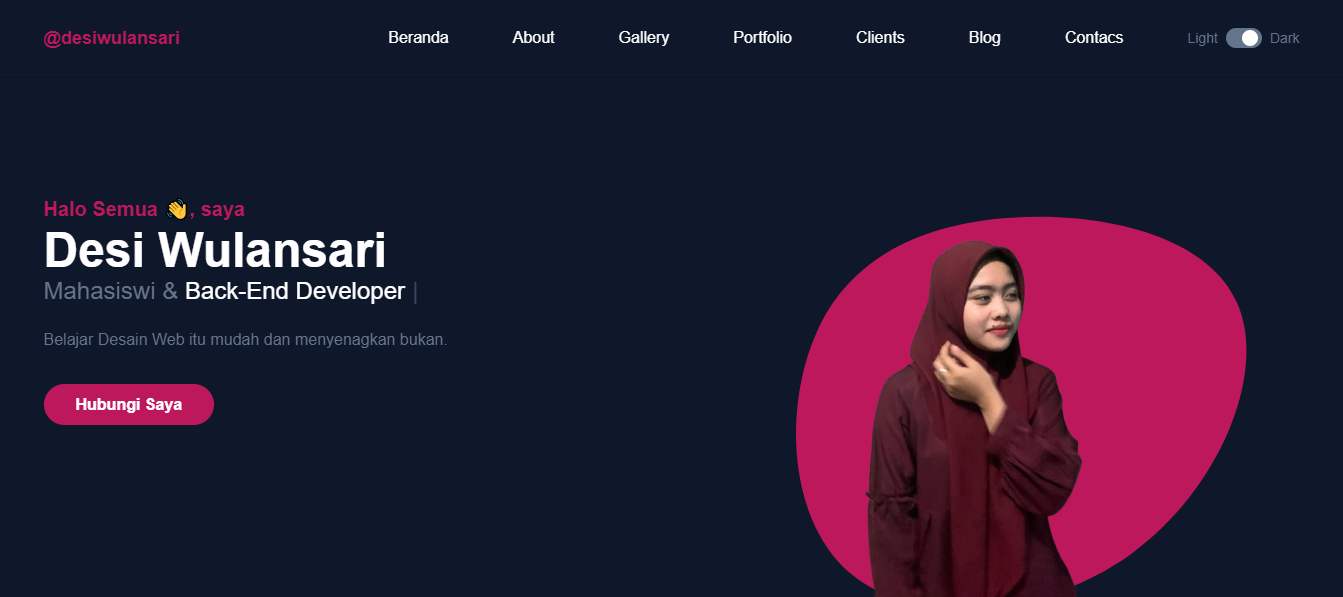 @desiwulansari
Beranda About Gallery Portfolio Clients Blog Contacs Light Dark
Halo Semua 👋, saya
Desi Wulansari
Mahasiswi & Back-End Developer |
Belajar Desain Web itu mudah dan menyenagkan bukan.
Hubungi Saya